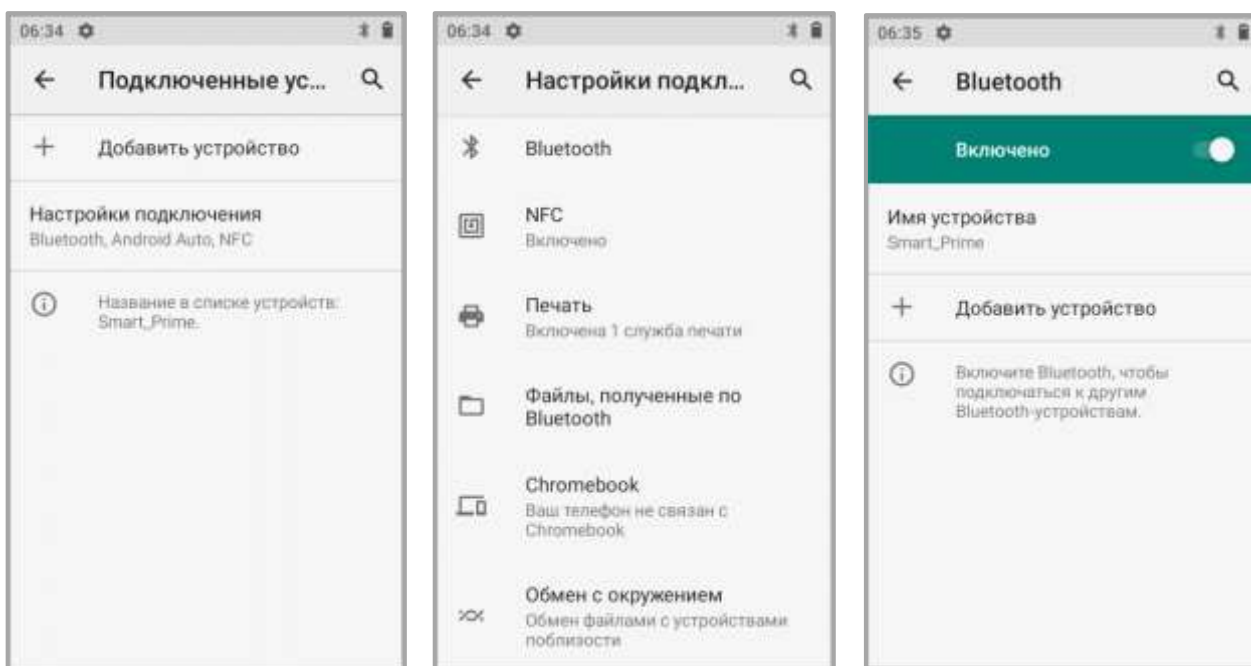 06:34
Подключенные ус...
Добавить устройство
Настройки подключения
Bluetooth, Android Auto, NFC
Название в списке устройств:
Smart_Prime.
06:34
Настройки подкл...
Bluetooth
NFC
Включено
Печать
Включена 1 служба печати
Файлы, полученные по
Bluetooth
Chromebook
Ваш телефон не связан с
Chromebook
Обмен с окружением
Обмен файлами с устройствами
поблизости
06:35
Bluetooth
Включено
Имя устройства
Smart_Prime
Добавить устройство
Включите Bluetooth, чтобы
подключаться к другим
Bluetooth-устройствам.